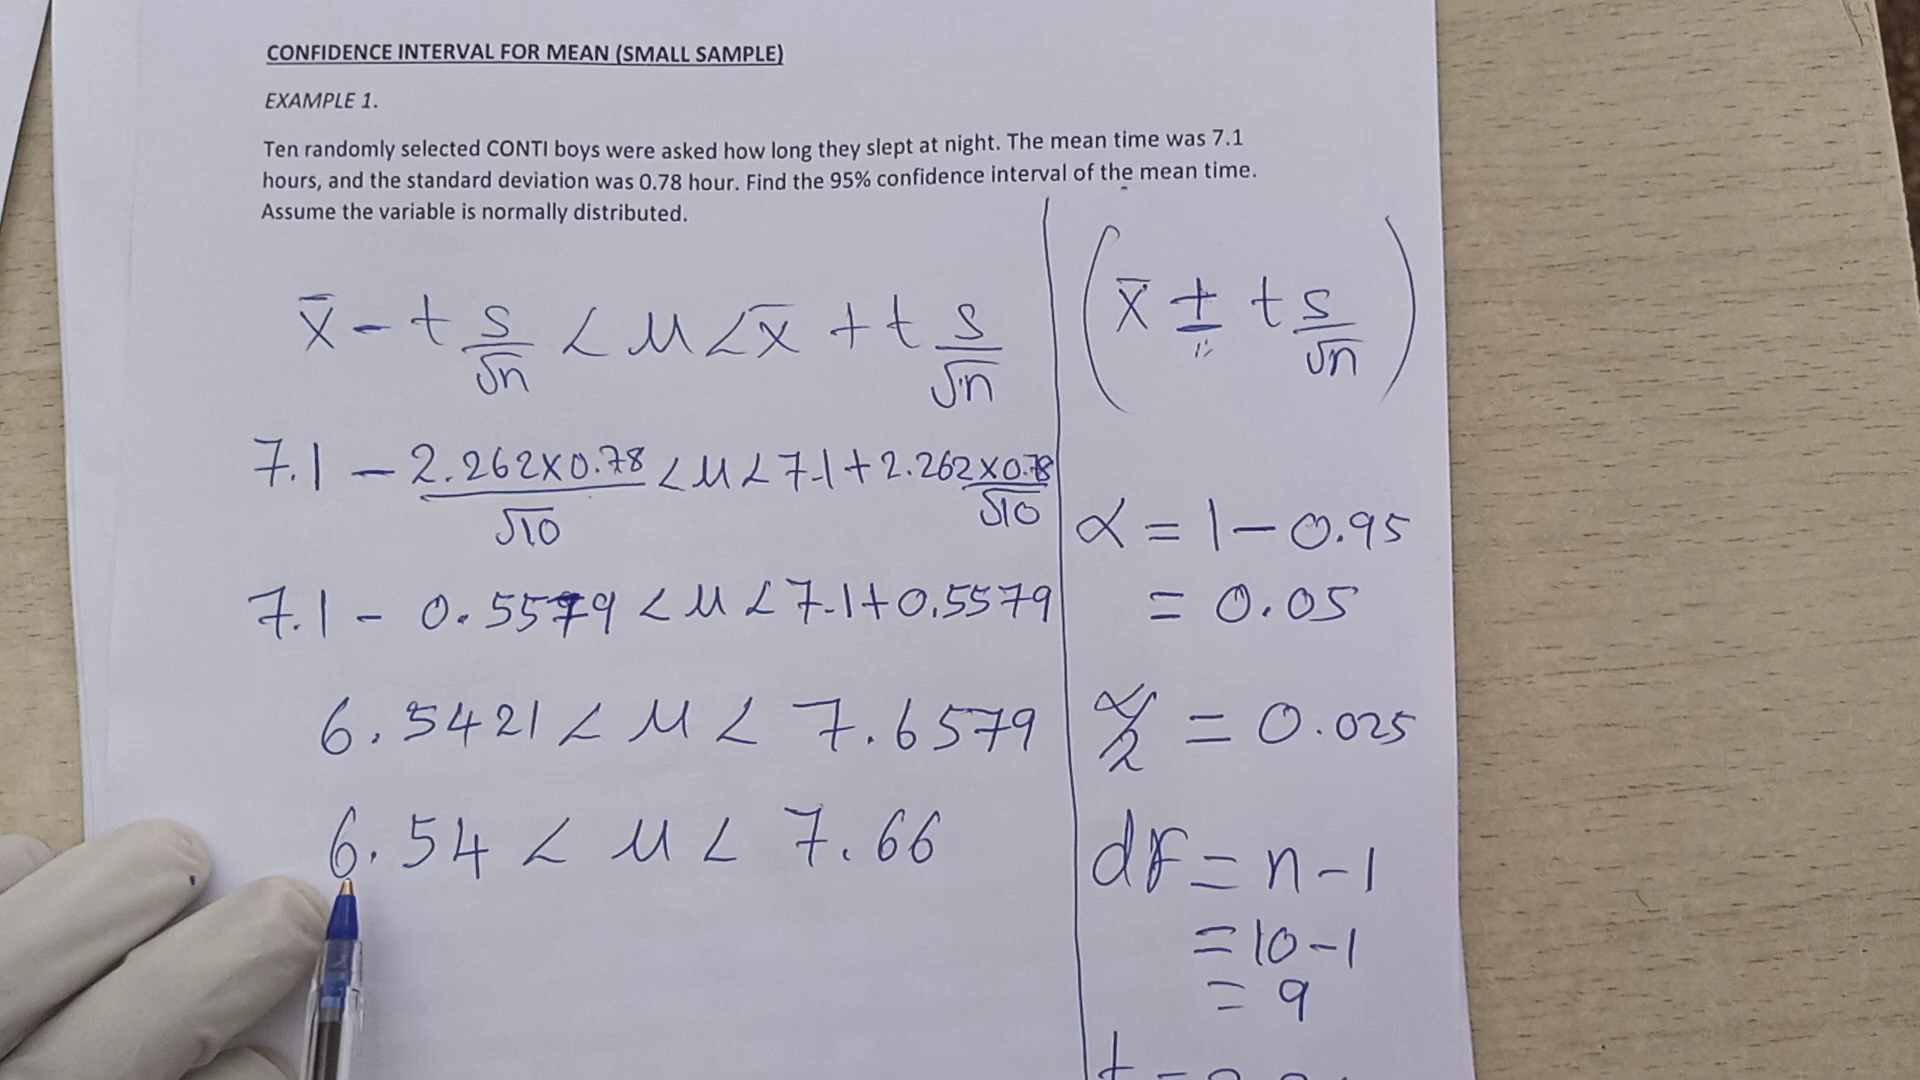 CONFIDENCE INTERVAL FOR MEAN (SMALL SAMPLE)
EXAMPLE 1.
Ten randomly selected CONTI boys were asked how long they slept at night. The mean time was 7.1
hours, and the standard deviation was 0.78 hour. Find the 95% confidence interval of the mean time.
Assume the variable is normally distributed.
x̄ - t s/√n < μ < x̄ + t s/√n
7.1 - 2.262×0.78/√10 < μ < 7.1 + 2.262×0.78/√10
7.1 - 0.5579 < μ < 7.1 + 0.5579
6.5421 < μ < 7.6579
6.54 < μ < 7.66
(x̄ ± t s/√n)
α = 1 - 0.95
= 0.05
α/2 = 0.025
df = n - 1
= 10 - 1
= 9